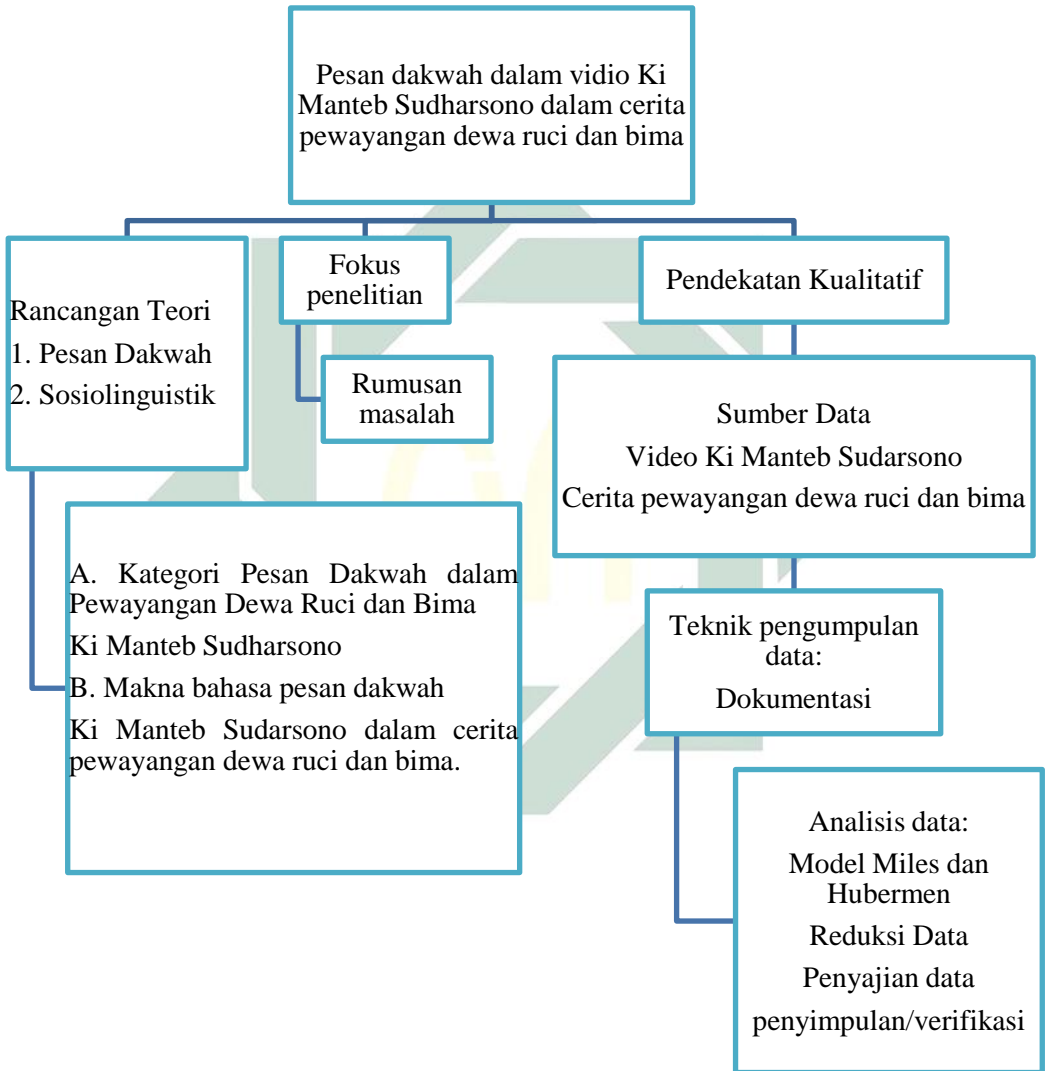 Pesan dakwah dalam vidio Ki
Manteb Sudharsono dalam cerita
pewayangan dewa ruci dan bima
Rancangan Teori
1. Pesan Dakwah
2. Sosiolinguistik
A. Kategori Pesan Dakwah dalam
Pewayangan Dewa Ruci dan Bima
Ki Manteb Sudharsono
B. Makna bahasa pesan dakwah
Ki Manteb Sudarsono dalam cerita
pewayangan dewa ruci dan bima.
Fokus
penelitian
Rumusan
masalah
Pendekatan Kualitatif
Sumber Data
Video Ki Manteb Sudarsono
Cerita pewayangan dewa ruci dan bima
Teknik pengumpulan
data:
Dokumentasi
Analisis data:
Model Miles dan
Hubermen
Reduksi Data
Penyajian data
penyimpulan/verifikasi